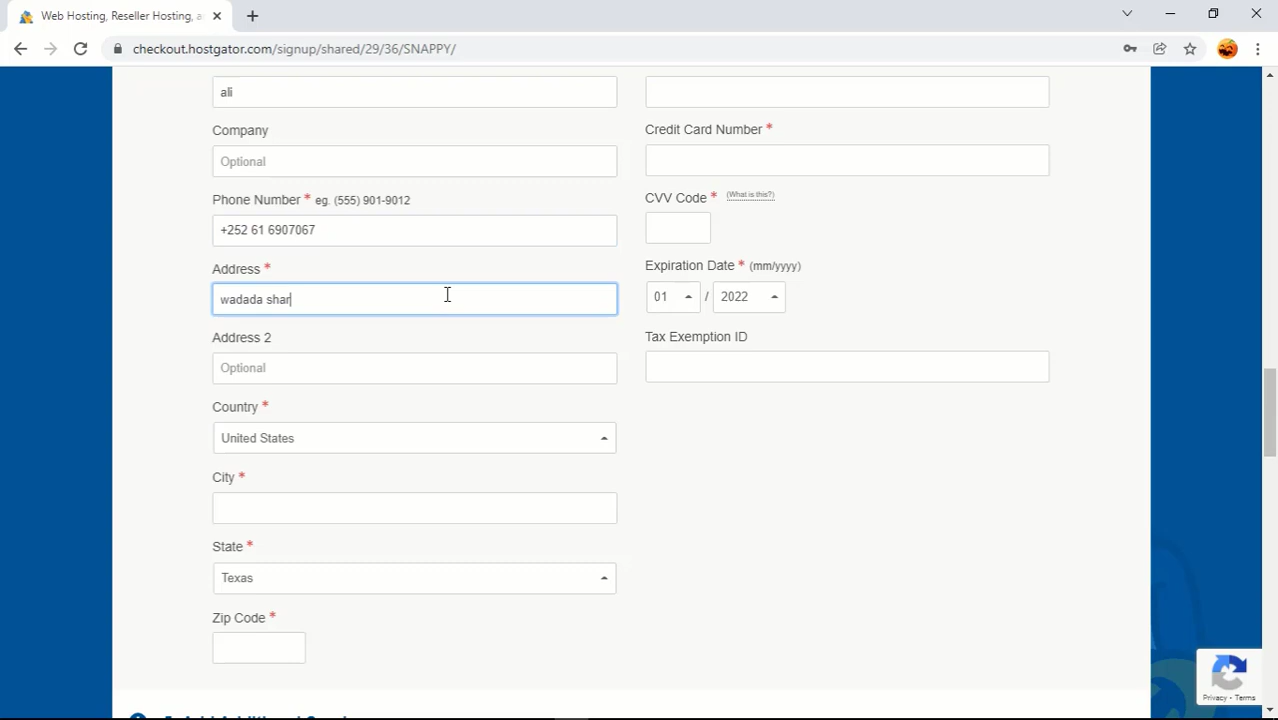 Web Hosting, Reseller Hosting, a
checkout.hostgator.com/signup/shared/29/36/SNAPPY/
ali
Company
Optional
Phone Number * eg. (555) 901-9012
+252 61 6907067
Address *
wadada shar
Address 2
Optional
Country *
United States
City *
State *
Texas
Zip Code *
Credit Card Number *
CVV Code * (What is this?)
Expiration Date * (mm/yyyy)
01 / 2022
Tax Exemption ID
Privacy - Terms